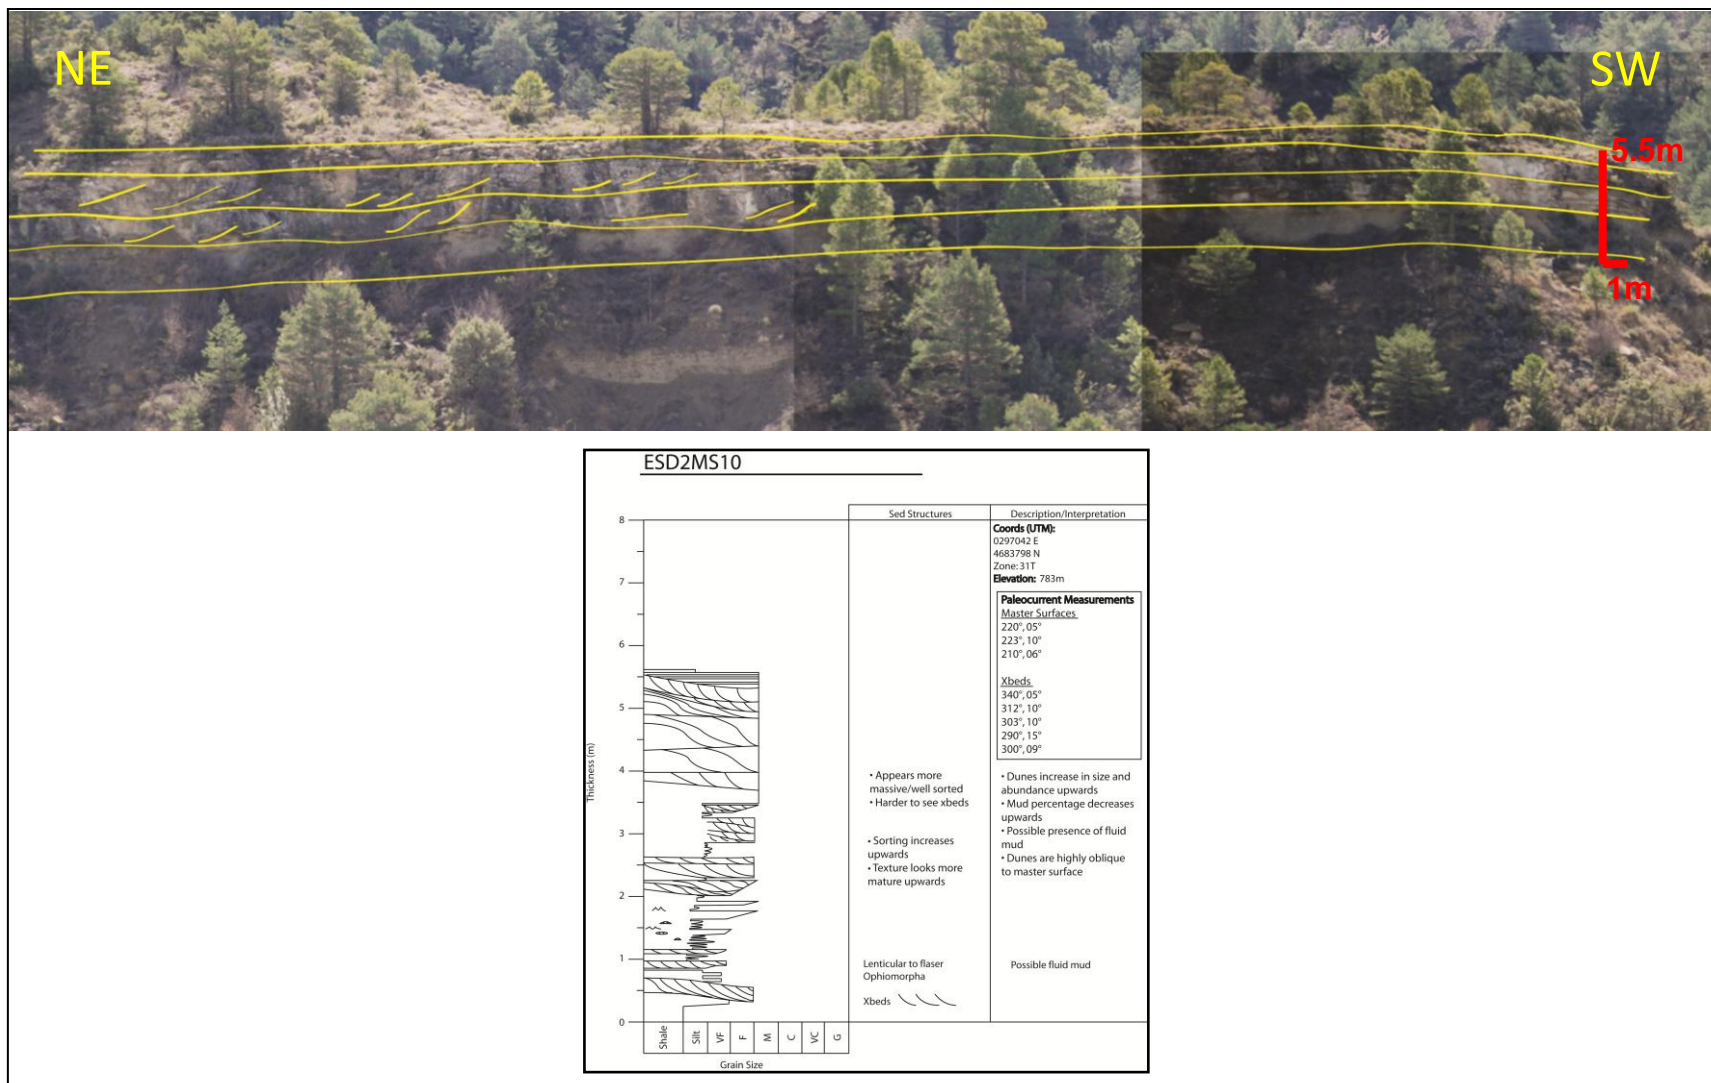 NE
SW
5.5m
1m
ESD2MS10
Sed Structures
Description/Interpretation
Coords (UTM):
0297042 E
4683798 N
Zone: 31T
Elevation: 783m
Paleocurrent Measurements
Master Surfaces
220°, 05°
223°, 10°
210°, 06°
Xbeds
340°, 05°
312°, 10°
303°, 10°
290°, 15°
300°, 09°
• Appears more
massive/well sorted
• Harder to see xbeds
• Sorting increases
upwards
• Texture looks more
mature upwards
• Dunes increase in size and
abundance upwards
• Mud percentage decreases
upwards
• Possible presence of fluid
mud
• Dunes are highly oblique
to master surface
Lenticular to flaser
Ophiomorpha
Possible fluid mud
Xbeds
Thickness (m)
8
7
6
5
4
3
2
1
0
Shale
Silt
VF
F
M
C
VC
G
Grain Size